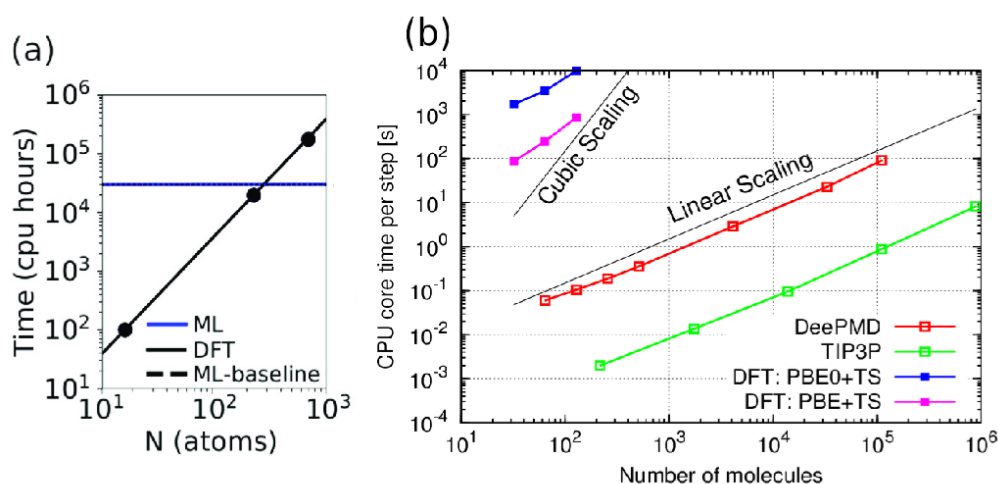 (a)
Time (cpu hours)
10^6
10^5
10^4
10^3
10^2
10^1
10^1
10^2
10^3
N (atoms)
ML
DFT
ML-baseline
(b)
CPU core time per step [s]
10^4
10^3
10^2
10^1
10^0
10^-1
10^-2
10^-3
10^-4
10^1
10^2
10^3
10^4
10^5
10^6
Number of molecules
Cubic Scaling
Linear Scaling
DeePMD
TIP3P
DFT: PBE0+TS
DFT: PBE+TS